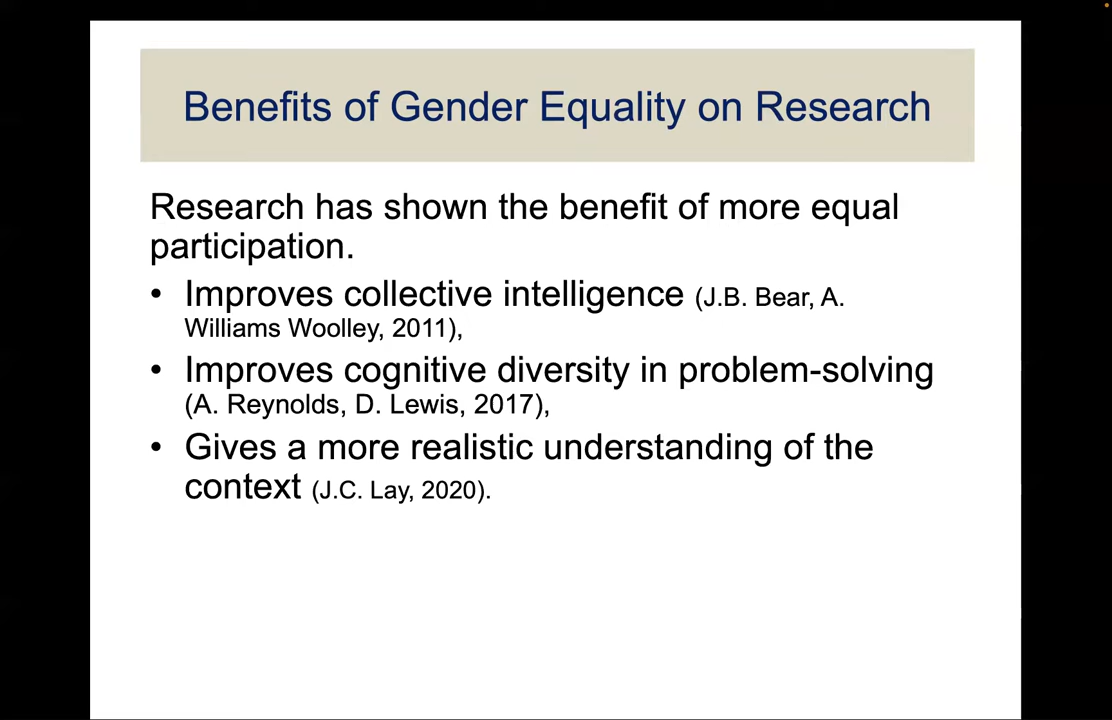 Benefits of Gender Equality on Research
Research has shown the benefit of more equal
participation.
• Improves collective intelligence (J.B. Bear, A.
Williams Woolley, 2011),
• Improves cognitive diversity in problem-solving
(A. Reynolds, D. Lewis, 2017),
• Gives a more realistic understanding of the
context (J.C. Lay, 2020).